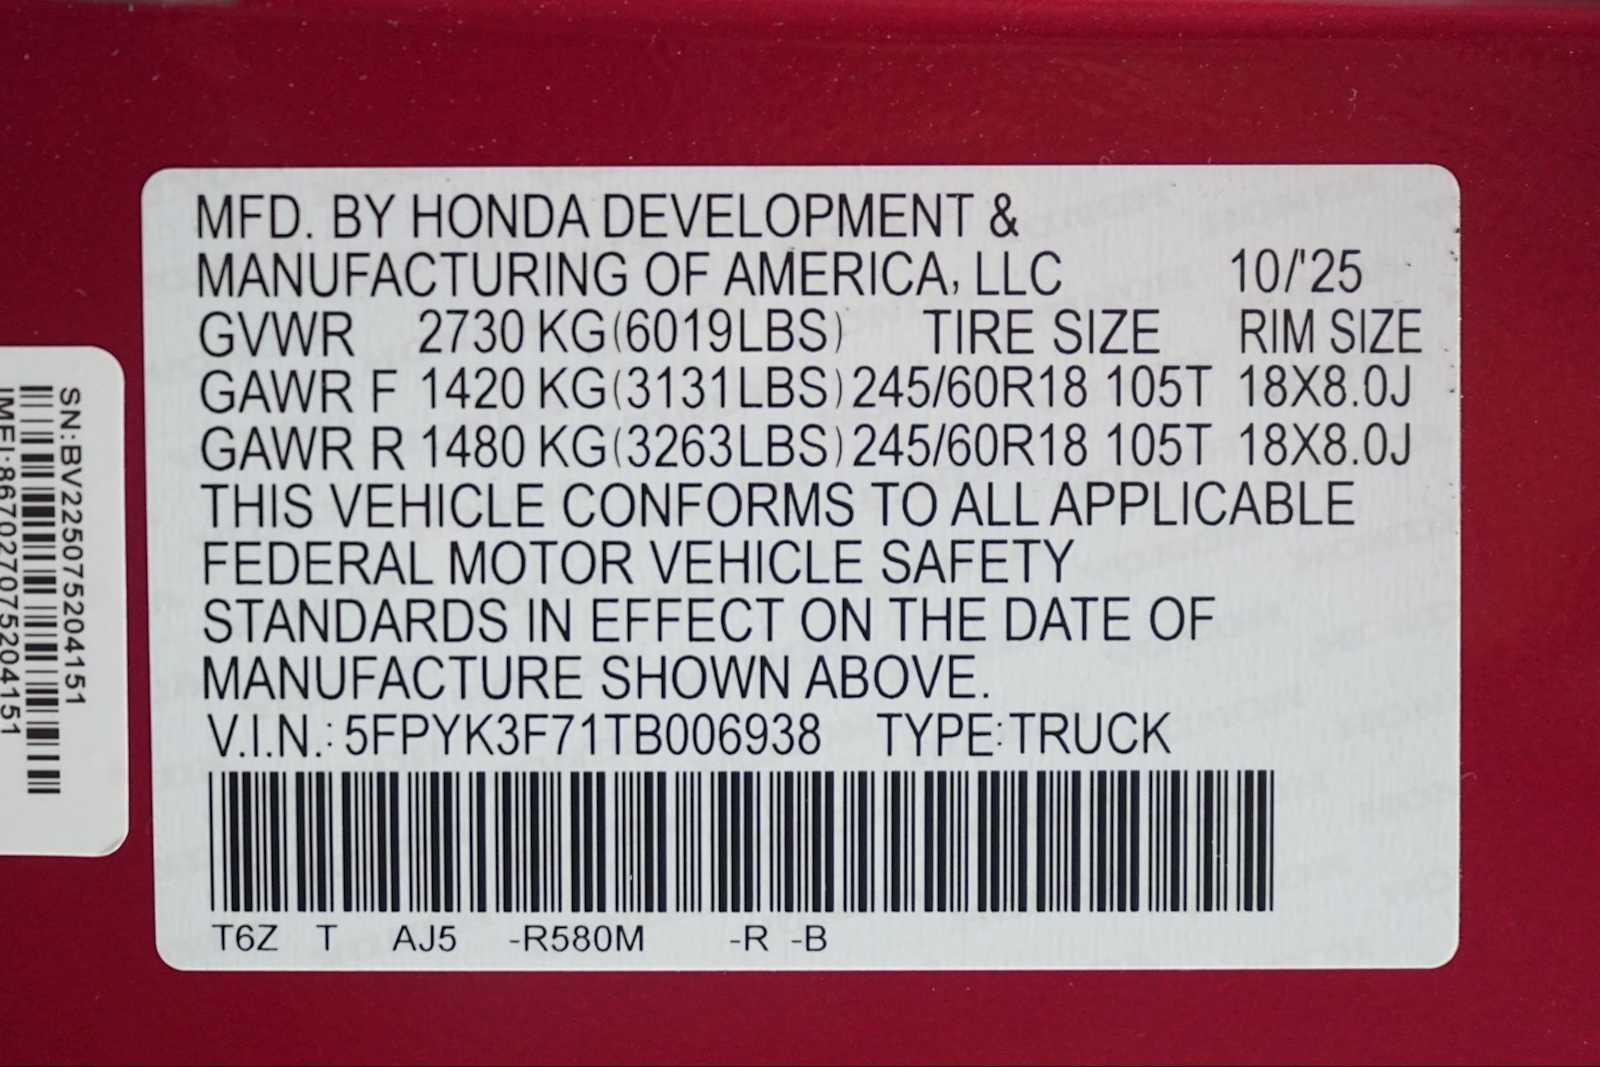 MFD. BY HONDA DEVELOPMENT &
MANUFACTURING OF AMERICA, LLC 10/'25
GVWR 2730 KG(6019LBS) TIRE SIZE RIM SIZE
GAWR F 1420 KG(3131LBS) 245/60R18 105T 18X8.0J
GAWR R 1480 KG(3263LBS) 245/60R18 105T 18X8.0J
THIS VEHICLE CONFORMS TO ALL APPLICABLE
FEDERAL MOTOR VEHICLE SAFETY
STANDARDS IN EFFECT ON THE DATE OF
MANUFACTURE SHOWN ABOVE.
V.I.N.: 5FPYK3F71TB006938 TYPE:TRUCK
T6Z T AJ5 -R580M -R -B
SN:BV225075204151
IMEI:867027075204151